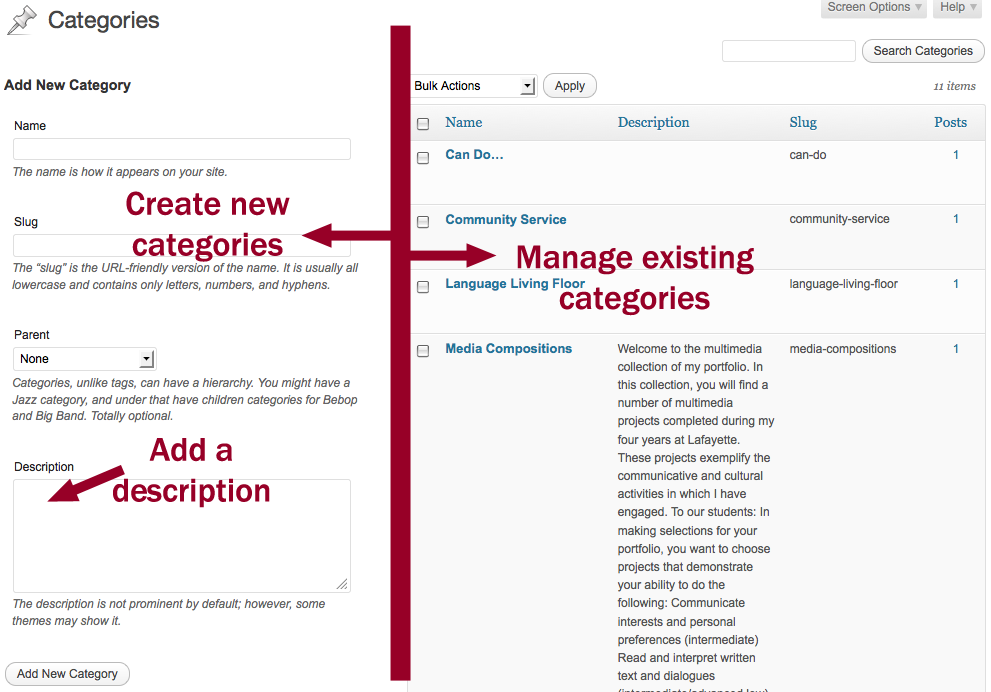 Categories
Screen Options
Help
Search Categories
Add New Category
Bulk Actions
Apply
11 items
Name
The name is how it appears on your site.
Slug
The “slug” is the URL-friendly version of the name. It is usually all
lowercase and contains only letters, numbers, and hyphens.
Parent
None
Categories, unlike tags, can have a hierarchy. You might have a
Jazz category, and under that have children categories for Bebop
and Big Band. Totally optional.
Description
The description is not prominent by default; however, some
themes may show it.
Add New Category
Create new
categories
Add a
description
Manage existing
categories
Name Description Slug Posts
Can Do… can-do 1
Community Service community-service 1
Language Living Floor language-living-floor 1
Media Compositions Welcome to the multimedia media-compositions 1
collection of my portfolio. In
this collection, you will find a
number of multimedia
projects completed during my
four years at Lafayette.
These projects exemplify the
communicative and cultural
activities in which I have
engaged. To our students: In
making selections for your
portfolio, you want to choose
projects that demonstrate
your ability to do the
following: Communicate
interests and personal
preferences (intermediate)
Read and interpret written
text and dialogues
(intermediate/advanced low)